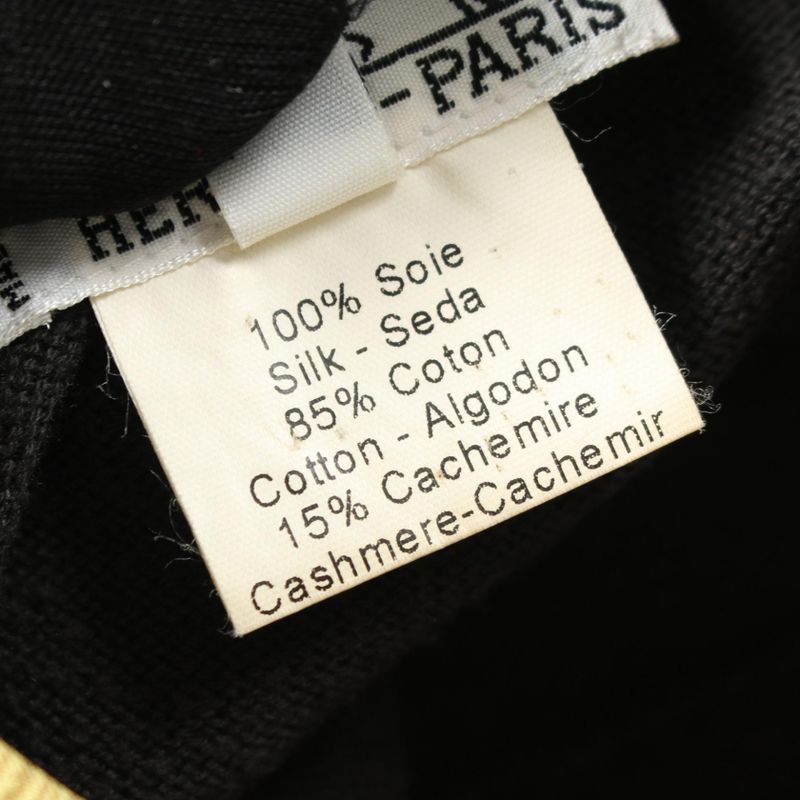 -PARIS
HER
100% Soie
Silk - Seda
85% Coton
Cotton - Algodon
15% Cachemire
Cashmere-Cachemir